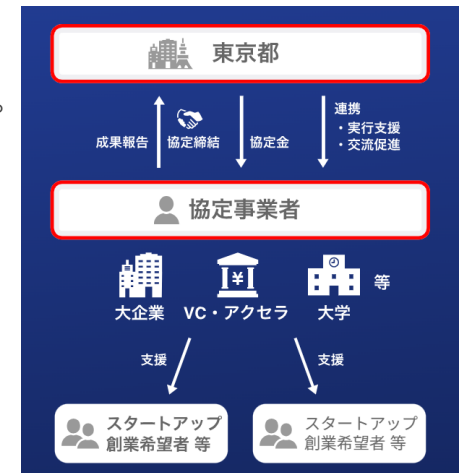 。
東京都
成果報告
協定締結
協定金
連携
・実行支援
・交流促進
協定事業者
¥
大企業
VC・アクセラ
大学
等
支援
支援
スタートアップ
創業希望者 等
スタートアップ
創業希望者 等